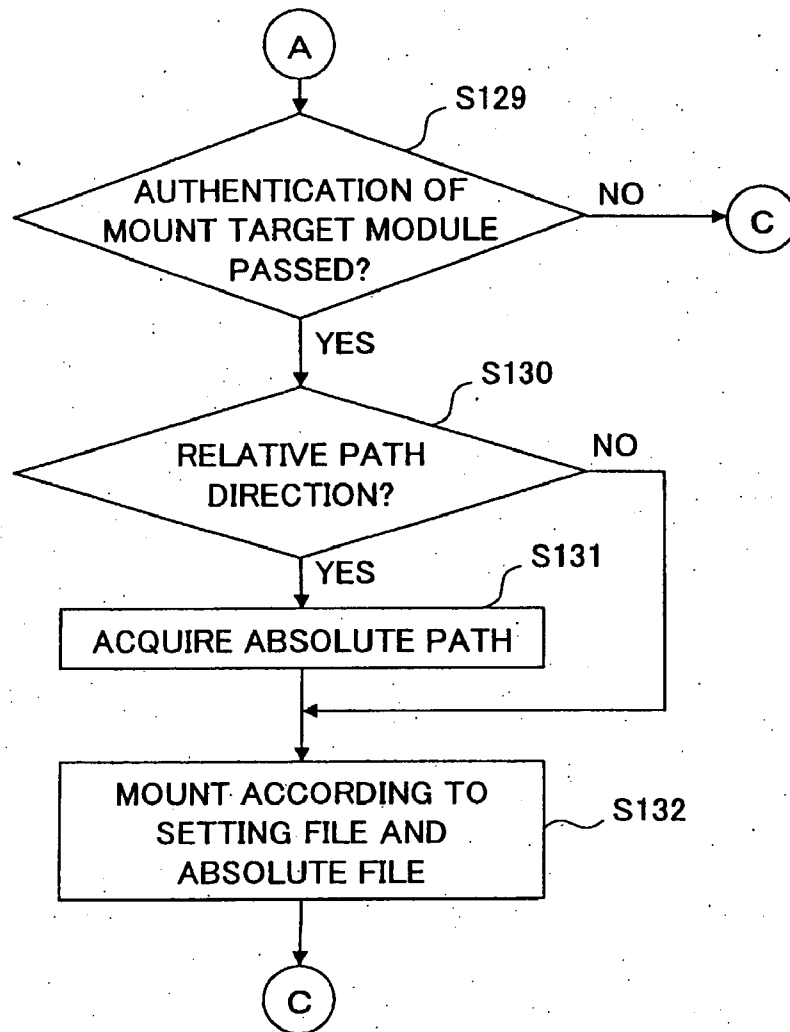 A
S129
AUTHENTICATION OF
MOUNT TARGET MODULE
PASSED?
NO
C
YES
S130
RELATIVE PATH
DIRECTION?
NO
YES
S131
ACQUIRE ABSOLUTE PATH
MOUNT ACCORDING TO
SETTING FILE AND
ABSOLUTE FILE
S132
C